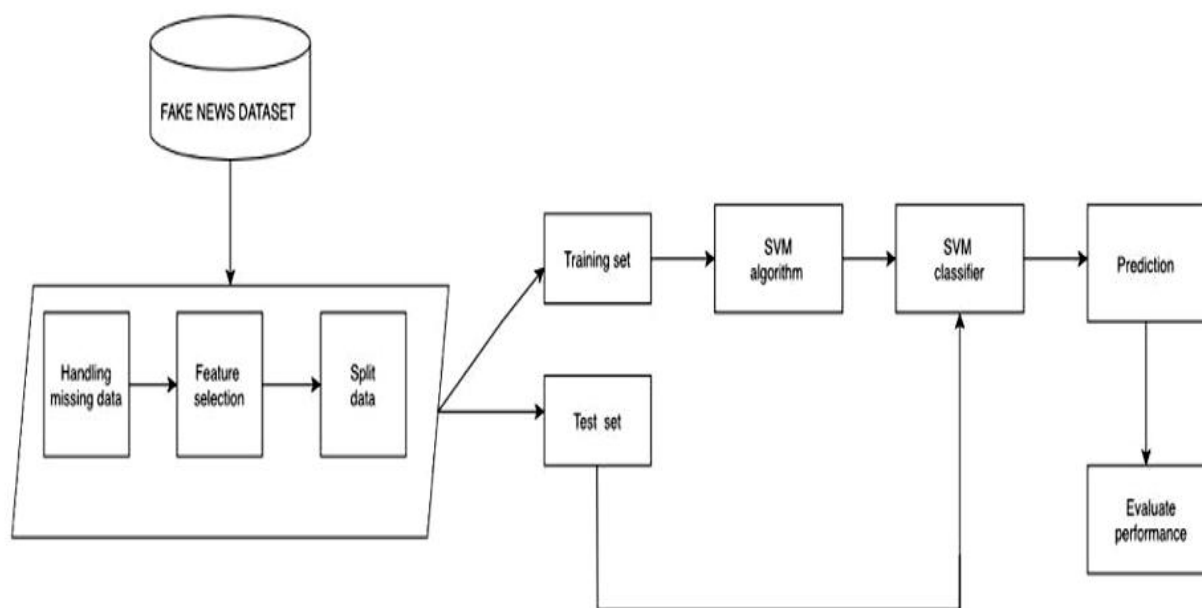 FAKE NEWS DATASET
Handling
missing data
Feature
selection
Split
data
Training set
Test set
SVM
algorithm
SVM
classifier
Prediction
Evaluate
performance